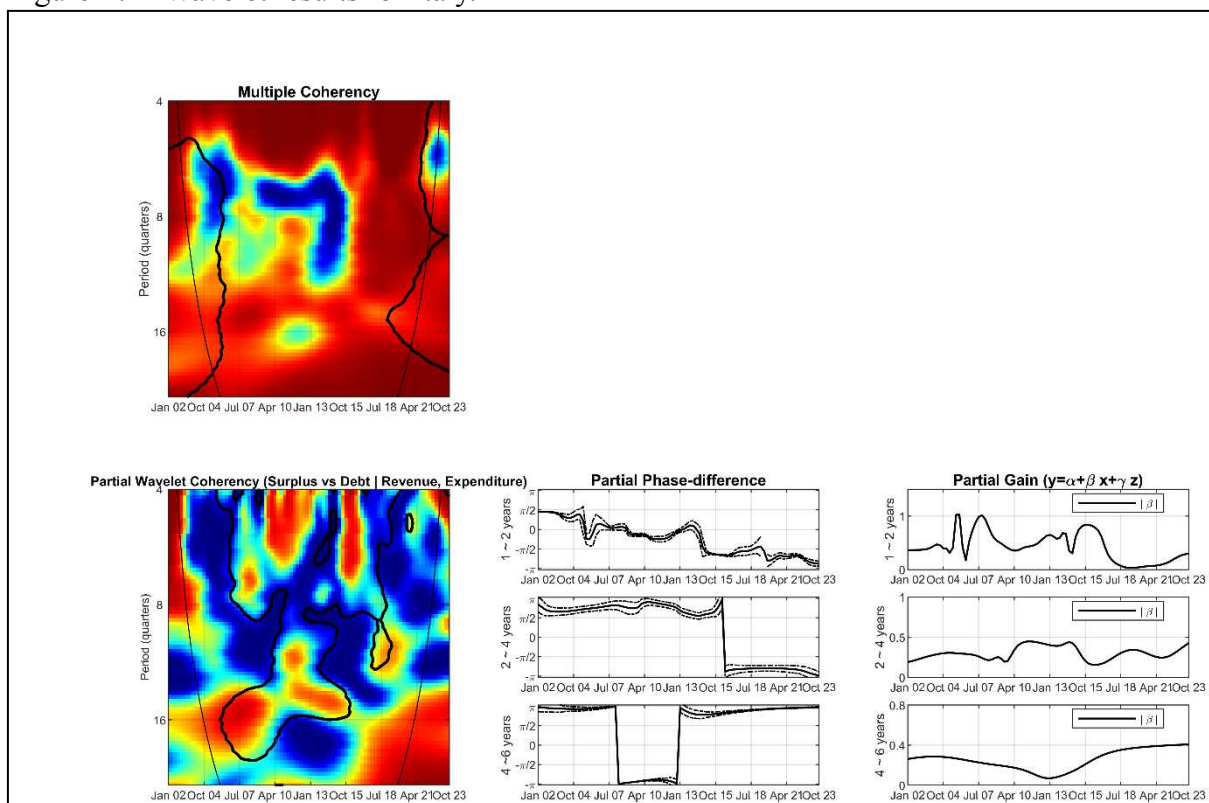 Multiple Coherency
4
8
16
Period (quarters)
Jan 02 Oct 04 Jul 07 Apr 10 Jan 13 Oct 15 Jul 18 Apr 21 Oct 23
Partial Wavelet Coherency (Surplus vs Debt | Revenue, Expenditure)
4
8
16
Period (quarters)
Jan 02 Oct 04 Jul 07 Apr 10 Jan 13 Oct 15 Jul 18 Apr 21 Oct 23
Partial Phase-difference
1 ~ 2 years
π
π/2
0
-π/2
-π
Jan 02 Oct 04 Jul 07 Apr 10 Jan 13 Oct 15 Jul 18 Apr 21 Oct 23
2 ~ 4 years
π
π/2
0
-π/2
-π
Jan 02 Oct 04 Jul 07 Apr 10 Jan 13 Oct 15 Jul 18 Apr 21 Oct 23
4 ~6 years
π
π/2
0
-π/2
-π
Jan 02 Oct 04 Jul 07 Apr 10 Jan 13 Oct 15 Jul 18 Apr 21 Oct 23
Partial Gain (y=α+β x+γ z)
1 ~ 2 years
1
0
|β|
Jan 02 Oct 04 Jul 07 Apr 10 Jan 13 Oct 15 Jul 18 Apr 21 Oct 23
2 ~ 4 years
1
0.5
0
|β|
Jan 02 Oct 04 Jul 07 Apr 10 Jan 13 Oct 15 Jul 18 Apr 21 Oct 23
4 ~ 6 years
0.8
0.4
0
|β|
Jan 02 Oct 04 Jul 07 Apr 10 Jan 13 Oct 15 Jul 18 Apr 21 Oct 23